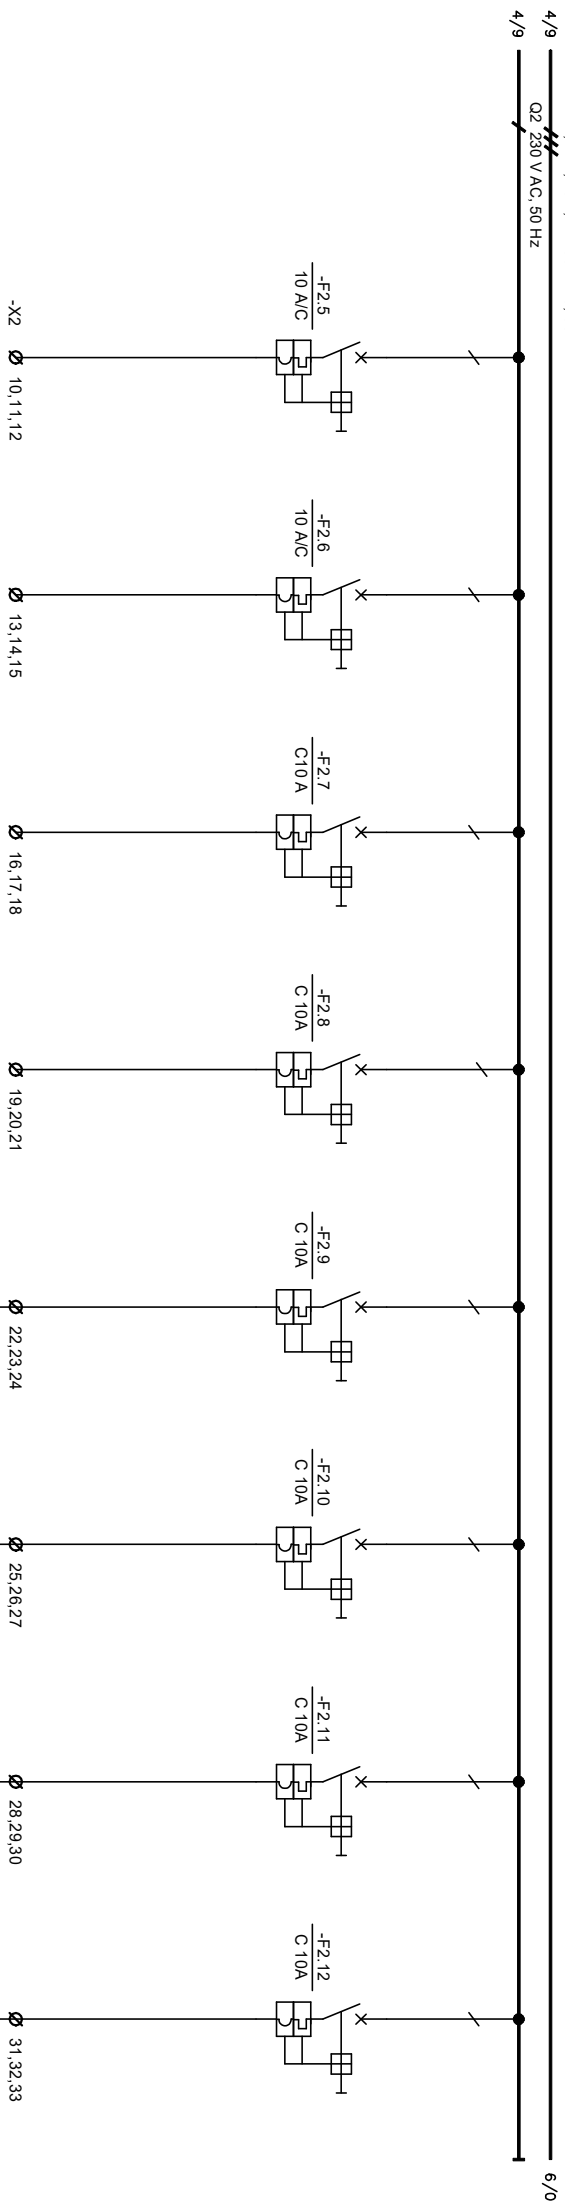 4/9
4/9
6/0
Q2 230 V AC, 50 Hz
-F2.5
10 A/C
-F2.6
10 A/C
-F2.7
C10 A
-F2.8
C 10A
-F2.9
C 10A
-F2.10
C 10A
-F2.11
C 10A
-F2.12
C 10A
-X2
10,11,12
13,14,15
16,17,18
19,20,21
22,23,24
25,26,27
28,29,30
31,32,33